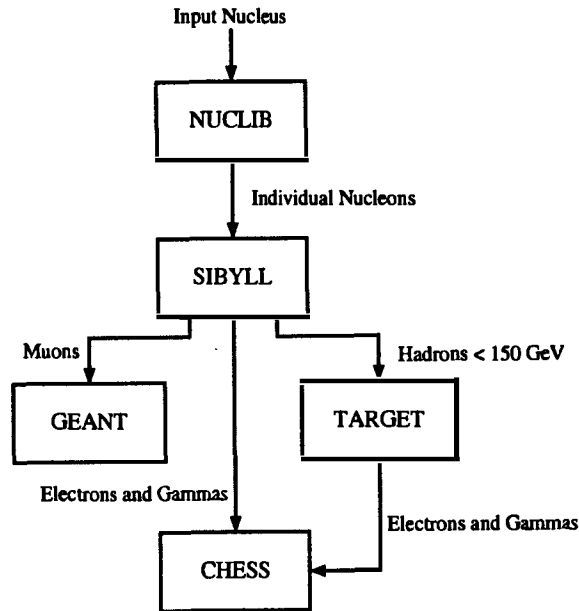 Input Nucleus
NUCLIB
Individual Nucleons
SIBYLL
Muons
Hadrons < 150 GeV
GEANT
TARGET
Electrons and Gammas
Electrons and Gammas
CHESS